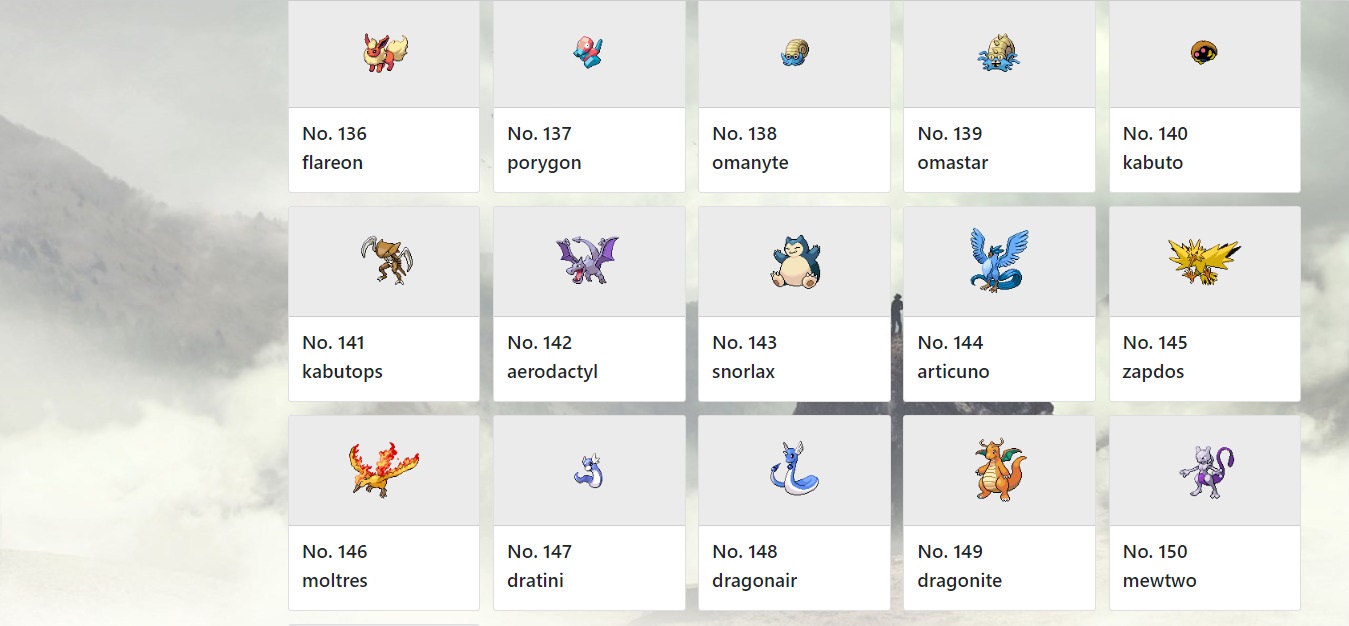 No. 136
flareon
No. 137
porygon
No. 138
omanyte
No. 139
omastar
No. 140
kabuto
No. 141
kabutops
No. 142
aerodactyl
No. 143
snorlax
No. 144
articuno
No. 145
zapdos
No. 146
moltres
No. 147
dratini
No. 148
dragonair
No. 149
dragonite
No. 150
mewtwo